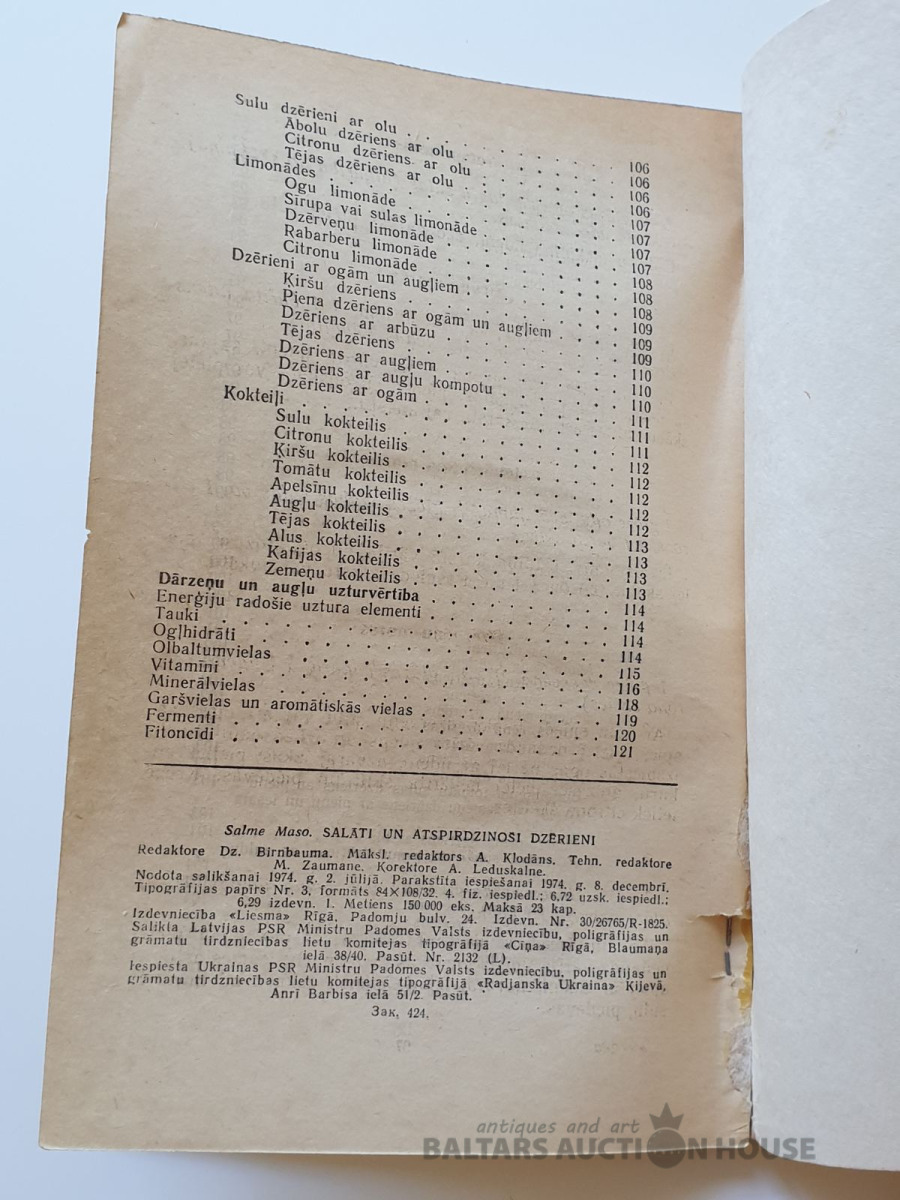 Sulu dzērieni ar olu . . . . . . . . 106
Ābolu dzēriens ar olu . . . . . . . . 106
Citronu dzēriens ar olu . . . . . . . . 106
Tējas dzēriens ar olu . . . . . . . . 106
Limonādes . . . . . . . . 107
Ogu limonāde . . . . . . . . 107
Sīrupa vai sulas limonāde . . . . . . . . 107
Dzērveņu limonāde . . . . . . . . 107
Rabarberu limonāde . . . . . . . . 108
Citronu limonāde . . . . . . . . 108
Dzērieni ar ogām un augļiem . . . . . . . . 108
Ķiršu dzēriens . . . . . . . . 109
Piena dzēriens ar ogām un augļiem . . . . 109
Dzēriens ar arbūzu . . . . . . . . 109
Tējas dzēriens . . . . . . . . 110
Dzēriens ar augļiem . . . . . . . . 110
Dzēriens ar augļu kompotu . . . . . . 110
Dzēriens ar ogām . . . . . . . . 111
Kokteiļi . . . . . . . . 111
Sulu kokteilis . . . . . . . . 111
Citronu kokteilis . . . . . . . . 112
Ķiršu kokteilis . . . . . . . . 112
Tomātu kokteilis . . . . . . . . 112
Apelsīnu kokteilis . . . . . . . . 112
Augļu kokteilis . . . . . . . . 112
Tējas kokteilis . . . . . . . . 113
Alus kokteilis . . . . . . . . 113
Kafijas kokteilis . . . . . . . . 113
Zemeņu kokteilis . . . . . . . . 113
Dārzeņu un augļu uzturvērtība . . . . . . . . 114
Enerģiju radošie uztura elementi . . . . . . . . 114
Tauki . . . . . . . . 114
Ogļhidrāti . . . . . . . . 114
Olbaltumvielas . . . . . . . . 115
Vitamīni . . . . . . . . 116
Minerālvielas . . . . . . . . 118
Garšvielas un aromātiskās vielas . . . . . . . . 119
Fermenti . . . . . . . . 120
Fitoncīdi . . . . . . . . 121
Salme Maso. SALĀTI UN ATSPIRDZINOŠI DZĒRIENI
Redaktore Dz. Birnbauma. Māksl. redaktors A. Klodāns. Tehn. redaktore
M. Zaumane. Korektore A. Leduskalne.
Nodota salikšanai 1974. g. 2. jūlijā. Parakstīta iespiešanai 1974. g. 8. decembrī.
Tipogrāfijas papīrs Nr. 3, formāts 84×108/32. 4. fiz. iespiedl.; 6,72 uzsk. iespiedl.;
6,29 izdevn. l. Metiens 150 000 eks. Maksā 23 kap.
Izdevniecība «Liesma» Rīgā, Padomju bulv. 24. Izdevn. Nr. 30/26765/R-1825.
Salikta Latvijas PSR Ministru Padomes Valsts izdevniecību, poligrāfijas un
grāmatu tirdzniecības lietu komitejas tipogrāfijā «Cīņa» Rīgā, Blaumaņa
ielā 38/40. Pasūt. Nr. 2132 (L).
Iespiesta Ukrainas PSR Ministru Padomes Valsts izdevniecību, poligrāfijas un
grāmatu tirdzniecības lietu komitejas tipogrāfijā «Radjanska Ukraina» Kijevā,
Anrī Barbisa ielā 51/2. Pasūt.
Зак. 424.
antiques and art
BALTARS AUCTION HOUSE